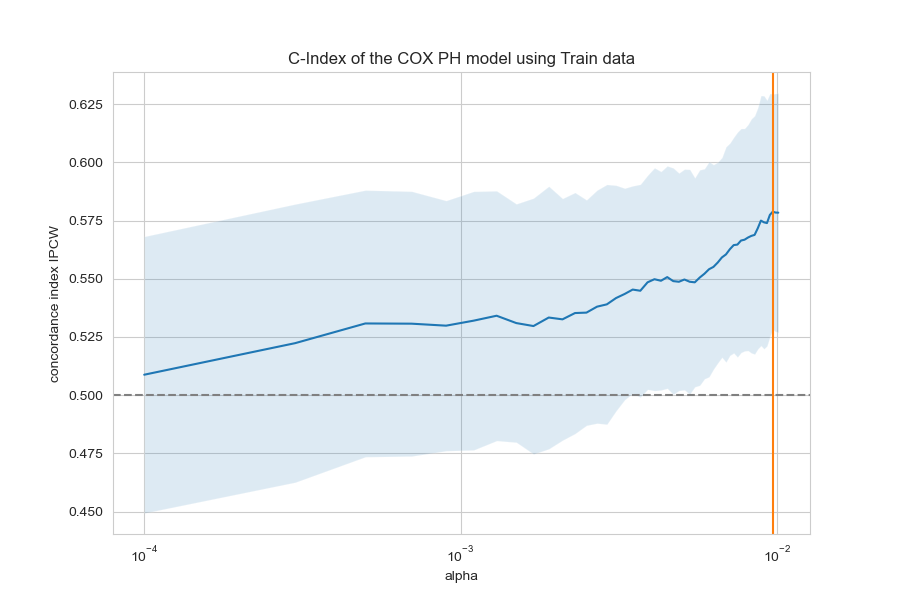 C-Index of the COX PH model using Train data
concordance index IPCW
0.625
0.600
0.575
0.550
0.525
0.500
0.475
0.450
10⁻⁴ 10⁻³ 10⁻²
alpha